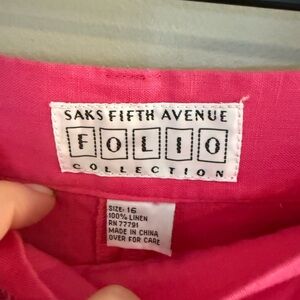 SAKS FIFTH AVENUE
FOLIO
COLLECTION
SIZE: 16
100% LINEN
RN 77791
MADE IN CHINA
OVER FOR CARE